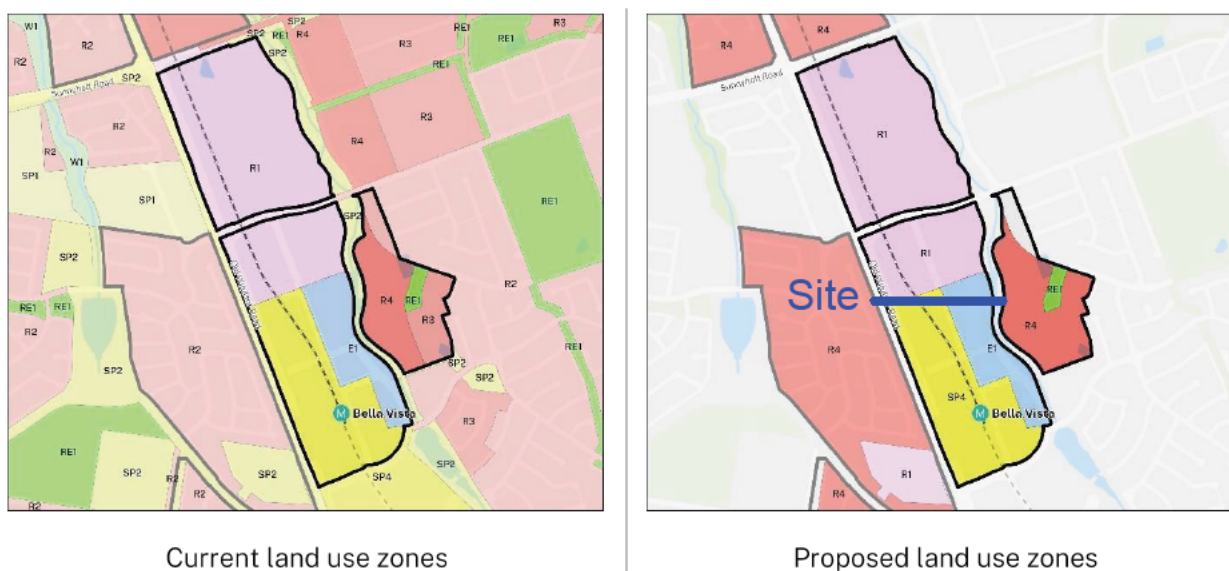 W1
R2
SP2
RE1
R4
SP2
R3
R3
RE1
R2
SP2
RE1
Sunnyholt Road
R2
R2
W1
R4
R3
SP1
R1
SP1
RE1
SP2
SP2
R2
RE1
RE1
R4
RE1
R3
R2
SP2
R2
E1
SP2
SP2
R3
Bella Vista
M
RE1
SP2
R2
SP2
SP2
R2
R2
SP4
R4
R4
Sunnyholt Road
R1
R1
Site
RE1
R4
R4
E1
SP4
M
Bella Vista
R1
R4
Current land use zones
Proposed land use zones